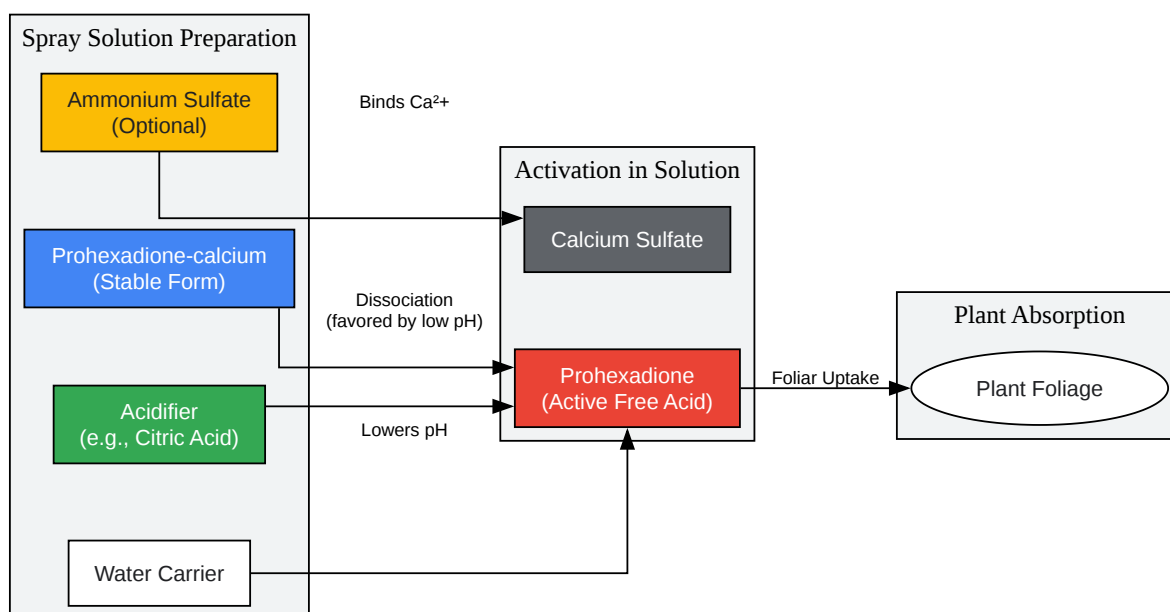 Spray Solution Preparation
Ammonium Sulfate
(Optional)
Binds Ca²+
Activation in Solution
Calcium Sulfate
Prohexadione-calcium
(Stable Form)
Dissociation
(favored by low pH)
Plant Absorption
Prohexadione
(Active Free Acid)
Foliar Uptake
Plant Foliage
Acidifier
(e.g., Citric Acid)
Lowers pH
Water Carrier